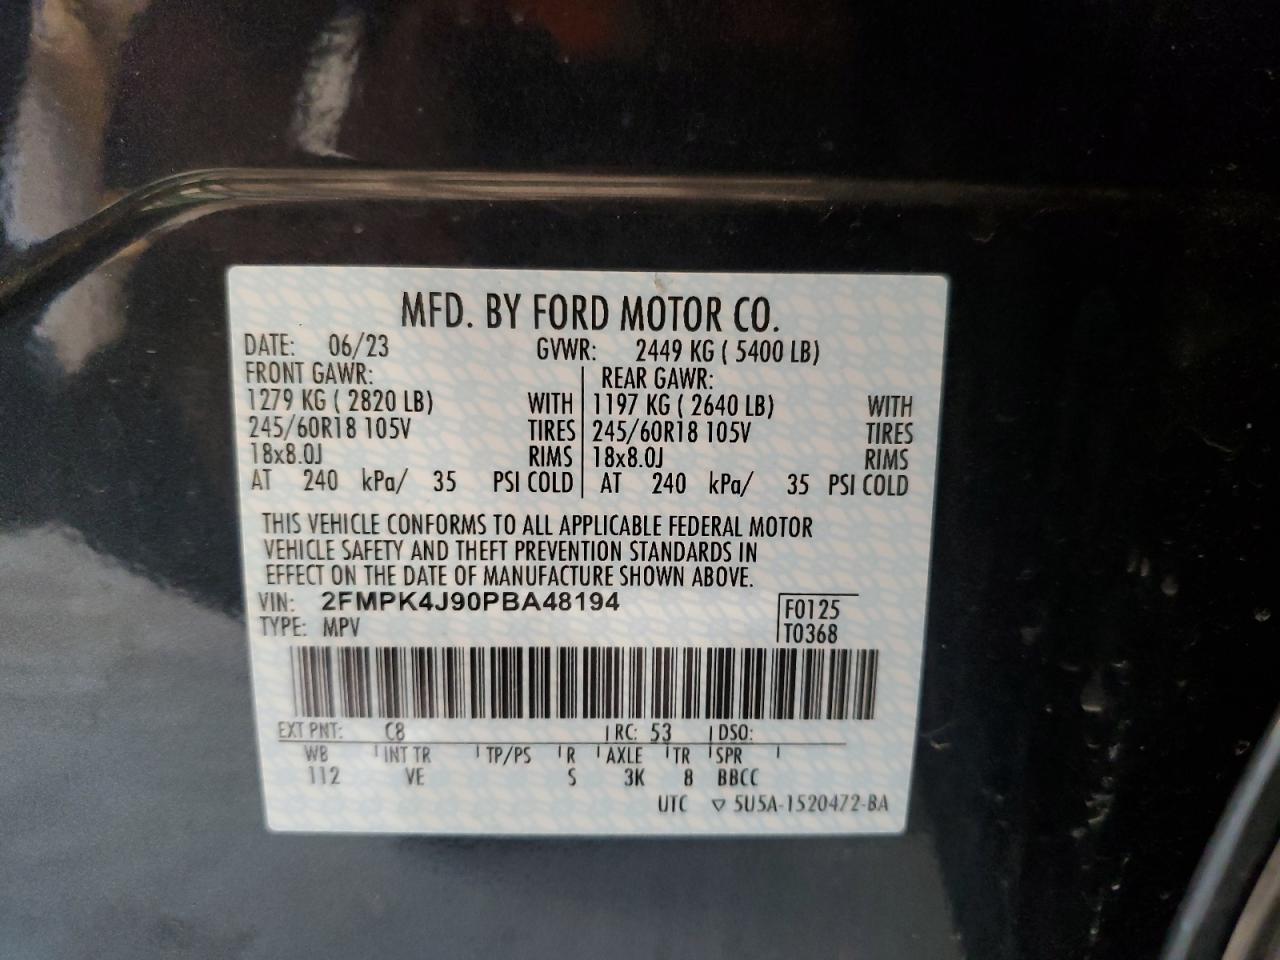 MFD. BY FORD MOTOR CO.
DATE: 06/23 GVWR: 2449 KG ( 5400 LB)
FRONT GAWR: REAR GAWR:
1279 KG ( 2820 LB) WITH 1197 KG ( 2640 LB) WITH
245/60R18 105V TIRES 245/60R18 105V TIRES
18x8.0J RIMS 18x8.0J RIMS
AT 240 kPa/ 35 PSI COLD AT 240 kPa/ 35 PSI COLD
THIS VEHICLE CONFORMS TO ALL APPLICABLE FEDERAL MOTOR
VEHICLE SAFETY AND THEFT PREVENTION STANDARDS IN
EFFECT ON THE DATE OF MANUFACTURE SHOWN ABOVE.
VIN: 2FMPK4J90PBA48194 F0125
TYPE: MPV T0368
EXT PNT: C8 RC: 53 DSO:
WB INT TR TP/PS R AXLE TR SPR
112 VE S 3K 8 BBCC
UTC ▽ 5U5A-1520472-BA